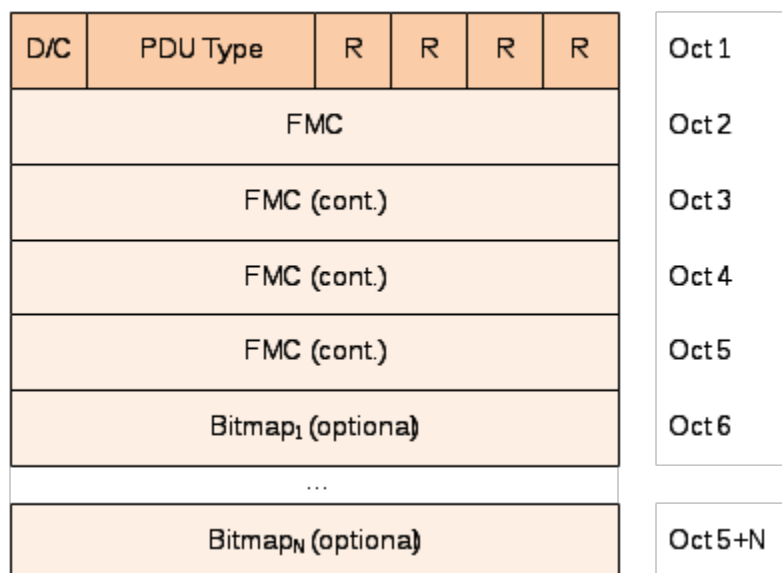 D/C PDU Type R R R R Oct 1
FMC Oct 2
FMC (cont.) Oct 3
FMC (cont.) Oct 4
FMC (cont.) Oct 5
Bitmap₁ (optional) Oct 6
...
Bitmap_N (optional) Oct 5+N